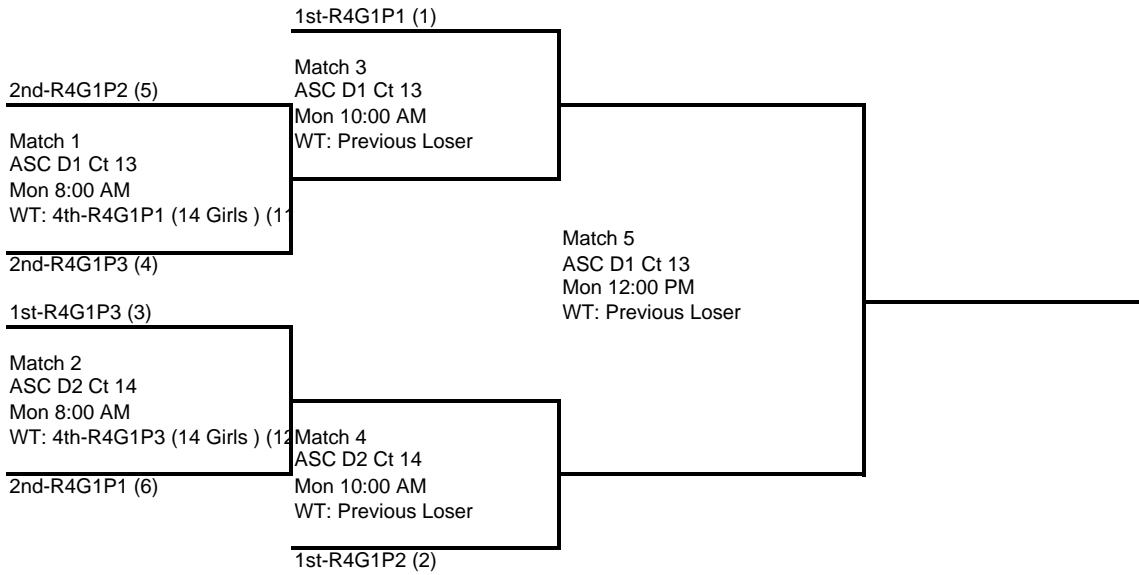 1st-R4G1P1 (1)
Match 3
ASC D1 Ct 13
Mon 10:00 AM
WT: Previous Loser
2nd-R4G1P2 (5)
Match 1
ASC D1 Ct 13
Mon 8:00 AM
WT: 4th-R4G1P1 (14 Girls ) (11
2nd-R4G1P3 (4)
Match 5
ASC D1 Ct 13
Mon 12:00 PM
WT: Previous Loser
1st-R4G1P3 (3)
Match 2
ASC D2 Ct 14
Mon 8:00 AM
WT: 4th-R4G1P3 (14 Girls ) (12
2nd-R4G1P1 (6)
Match 4
ASC D2 Ct 14
Mon 10:00 AM
WT: Previous Loser
1st-R4G1P2 (2)